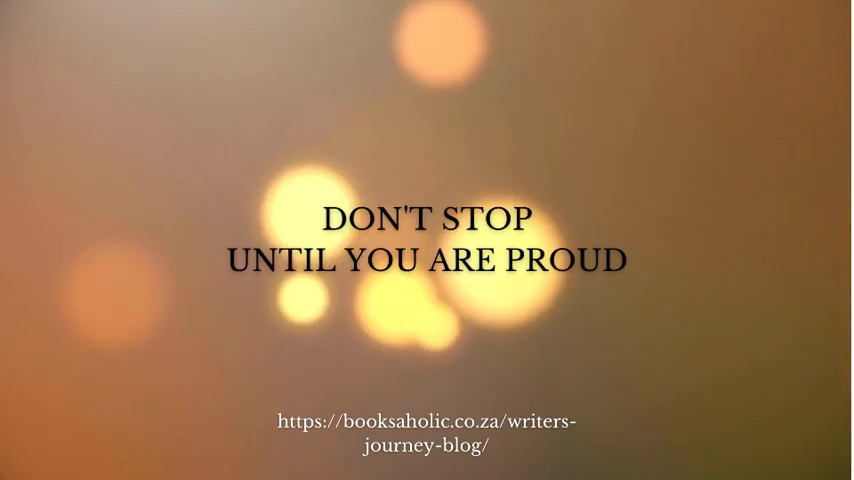 DON'T STOP
UNTIL YOU ARE PROUD
https://booksaholic.co.za/writers-
journey-blog/